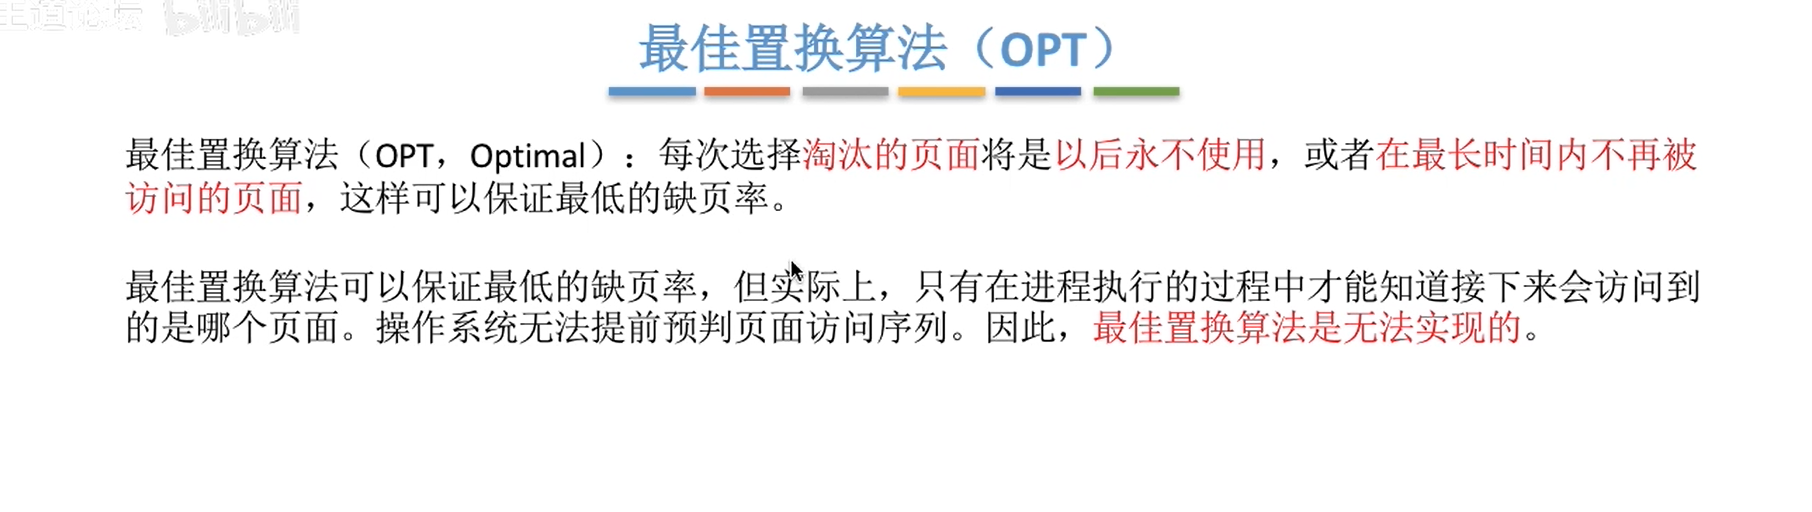 王道论坛 bilibili
最佳置换算法（OPT）
最佳置换算法（OPT，Optimal）：每次选择淘汰的页面将是以后永不使用，或者在最长时间内不再被
访问的页面，这样可以保证最低的缺页率。
最佳置换算法可以保证最低的缺页率，但实际上，只有在进程执行的过程中才能知道接下来会访问到
的是哪个页面。操作系统无法提前预判页面访问序列。因此，最佳置换算法是无法实现的。